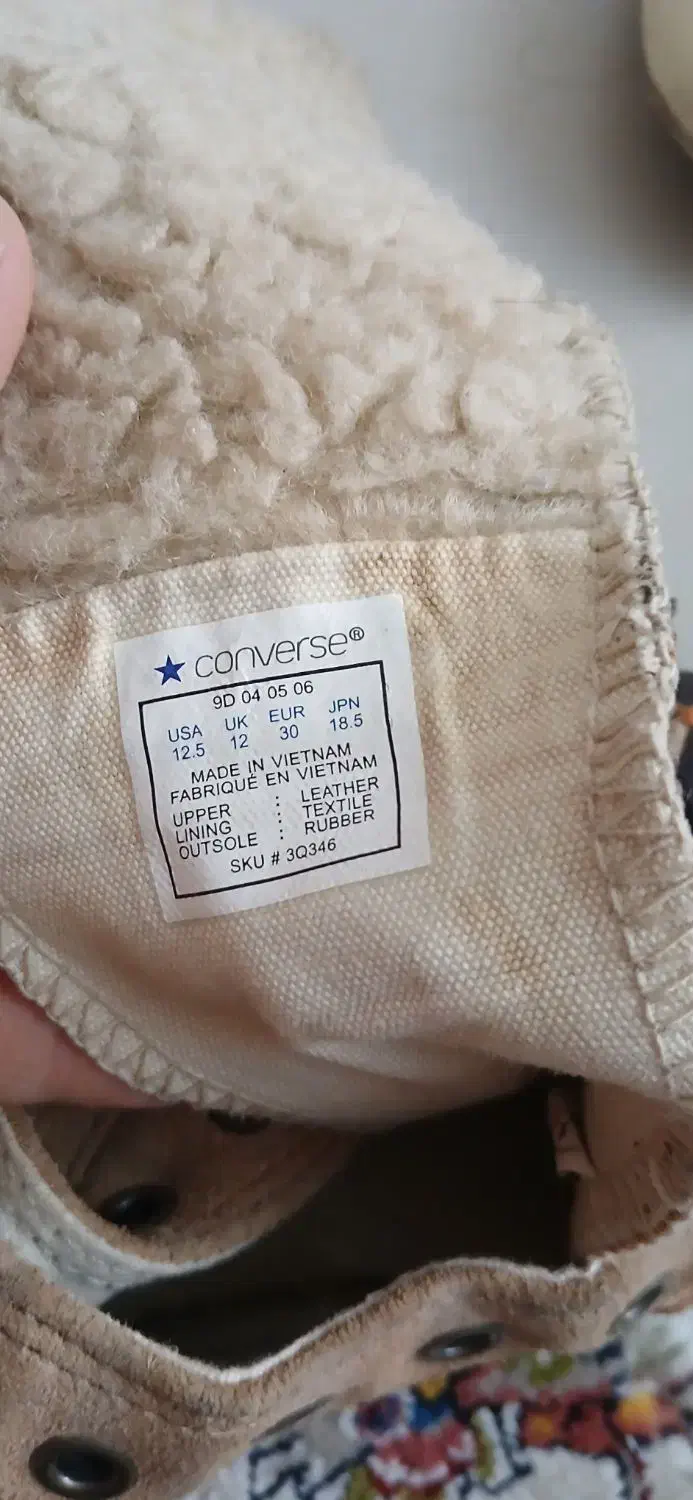 converse®
9D 04 05 06
USA UK EUR JPN
12.5 12 30 18.5
MADE IN VIETNAM
FABRIQUÉ EN VIETNAM
UPPER : LEATHER
LINING : TEXTILE
OUTSOLE : RUBBER
SKU # 3Q346